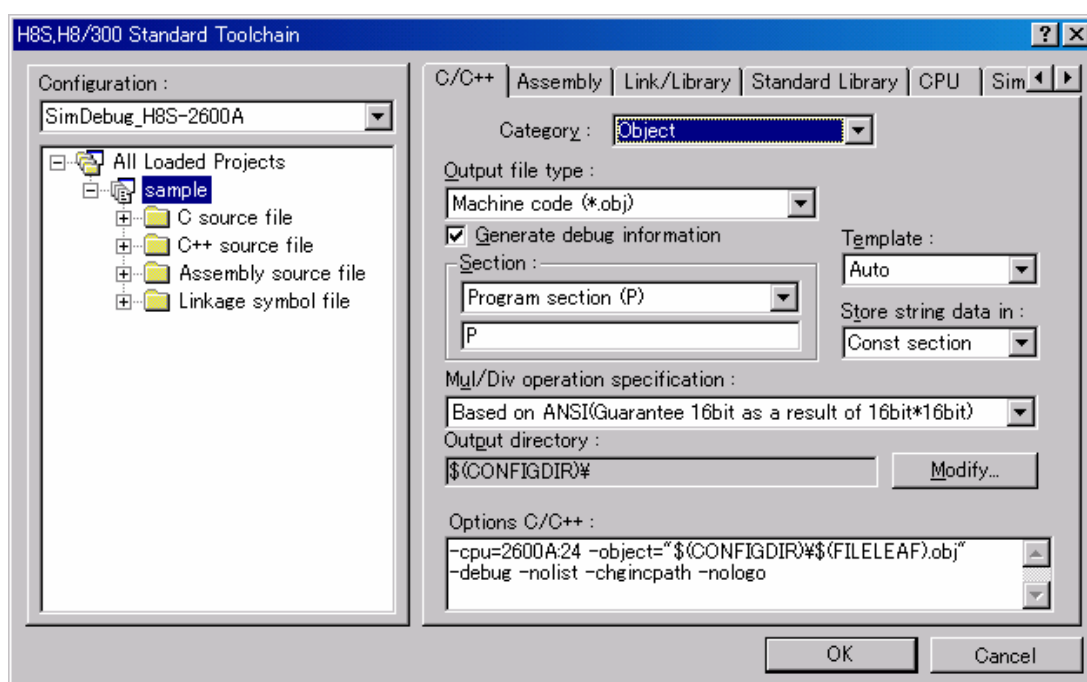 H8S,H8/300 Standard Toolchain
Configuration :
SimDebug_H8S-2600A
All Loaded Projects
sample
C source file
C++ source file
Assembly source file
Linkage symbol file
C/C++ Assembly Link/Library Standard Library CPU Sim
Category : Object
Output file type :
Machine code (*.obj)
Generate debug information
Section :
Program section (P)
P
Template :
Auto
Store string data in :
Const section
Mul/Div operation specification :
Based on ANSI(Guarantee 16bit as a result of 16bit*16bit)
Output directory :
$(CONFIGDIR)¥
Modify...
Options C/C++ :
-cpu=2600A:24 -object="$(CONFIGDIR)¥$(FILELEAF).obj"
-debug -nolist -chgincpath -nologo
OK Cancel